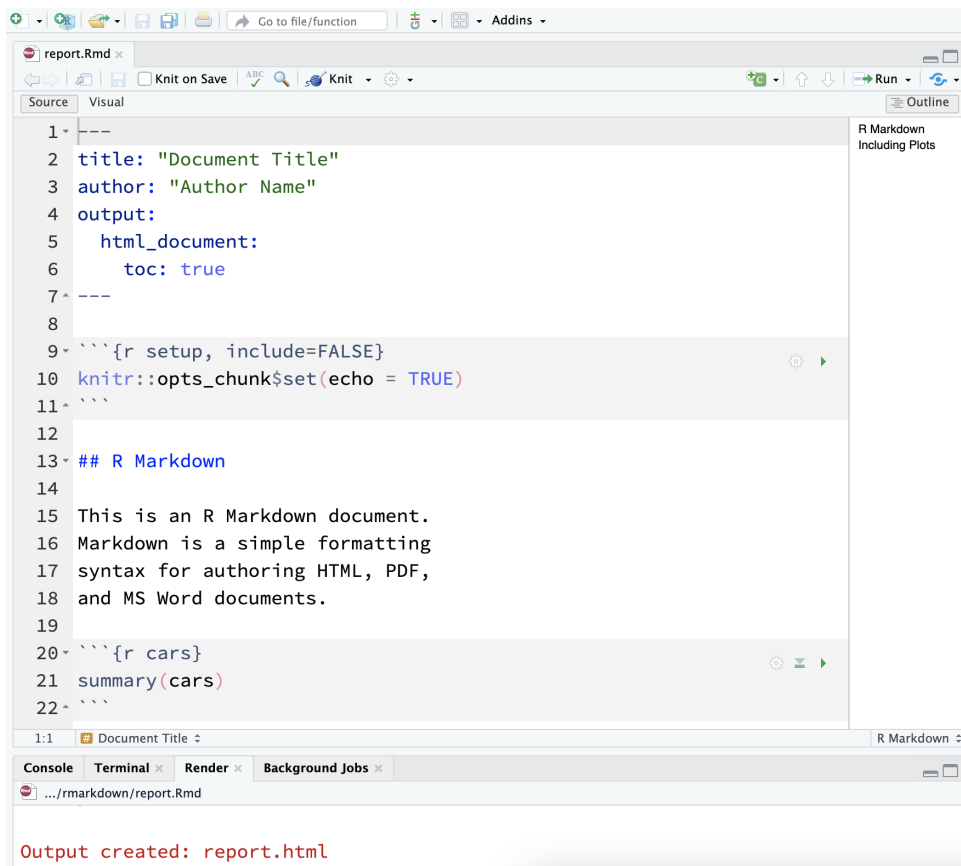 Go to file/function Addins
report.Rmd
Knit on Save ABC Knit Run
Source Visual Outline
1 ---
2 title: "Document Title"
3 author: "Author Name"
4 output:
5   html_document:
6     toc: true
7 ---
8
9 ```{r setup, include=FALSE}
10 knitr::opts_chunk$set(echo = TRUE)
11 ```
12
13 ## R Markdown
14
15 This is an R Markdown document.
16 Markdown is a simple formatting
17 syntax for authoring HTML, PDF,
18 and MS Word documents.
19
20 ```{r cars}
21 summary(cars)
22 ```
R Markdown
Including Plots
1:1 # Document Title R Markdown
Console Terminal Render Background Jobs
.../rmarkdown/report.Rmd
Output created: report.html